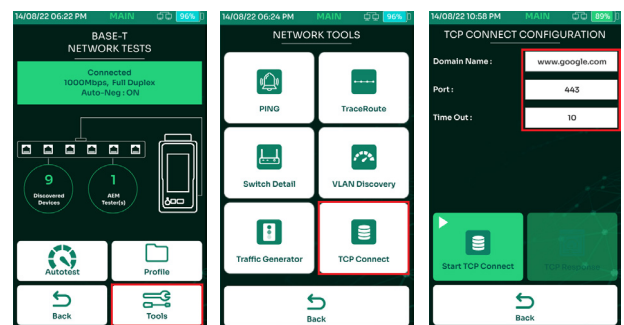 14/08/22 06:22 PM MAIN 96%
BASE-T
NETWORK TESTS
Connected
1000Mbps, Full Duplex
Auto-Neg : ON
9
Discovered
Devices
1
AEM
Tester(s)
Autotest
Profile
Back
Tools
14/08/22 06:24 PM MAIN 96%
NETWORK TOOLS
PING
TraceRoute
Switch Detail
VLAN Discovery
Traffic Generator
TCP Connect
Back
14/08/22 10:58 PM MAIN 89%
TCP CONNECT CONFIGURATION
Domain Name : www.google.com
Port : 443
Time Out : 10
Start TCP Connect
TCP Response
Back